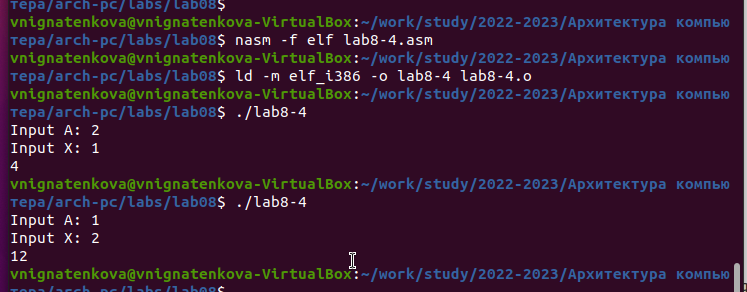 тера/arch-pc/labs/lab08$
vnignatenkova@vnignatenkova-VirtualBox:~/work/study/2022-2023/Архитектура компью
тера/arch-pc/labs/lab08$ nasm -f elf lab8-4.asm
vnignatenkova@vnignatenkova-VirtualBox:~/work/study/2022-2023/Архитектура компью
тера/arch-pc/labs/lab08$ ld -m elf_i386 -o lab8-4 lab8-4.o
vnignatenkova@vnignatenkova-VirtualBox:~/work/study/2022-2023/Архитектура компью
тера/arch-pc/labs/lab08$ ./lab8-4
Input A: 2
Input X: 1
4
vnignatenkova@vnignatenkova-VirtualBox:~/work/study/2022-2023/Архитектура компью
тера/arch-pc/labs/lab08$ ./lab8-4
Input A: 1
Input X: 2
12
vnignatenkova@vnignatenkova-VirtualBox:~/work/study/2022-2023/Архитектура компью
тера/arch-pc/labs/lab08$